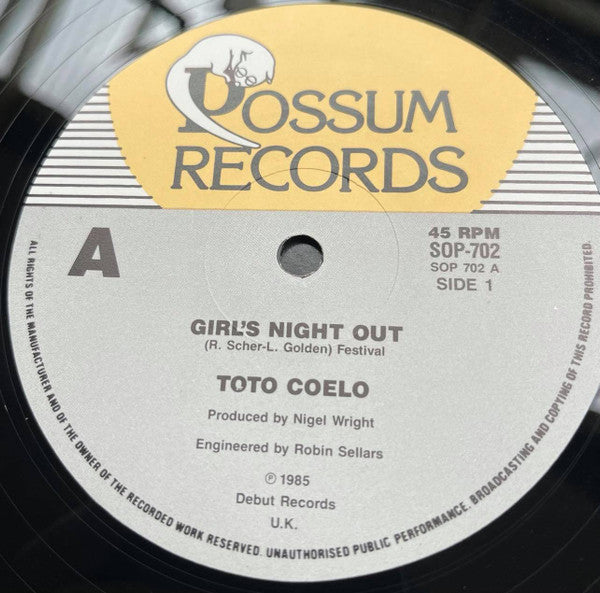 POSSUM
RECORDS
A
45 RPM
SOP-702
SOP 702 A
SIDE 1
GIRL'S NIGHT OUT
(R. Scher-L. Golden) Festival
TOTO COELO
Produced by Nigel Wright
Engineered by Robin Sellars
℗ 1985
Debut Records
U.K.
ALL RIGHTS OF THE MANUFACTURER AND OF THE OWNER OF THE RECORDED WORK RESERVED. UNAUTHORISED PUBLIC PERFORMANCE. BROADCASTING AND COPYING OF THIS RECORD PROHIBITED.